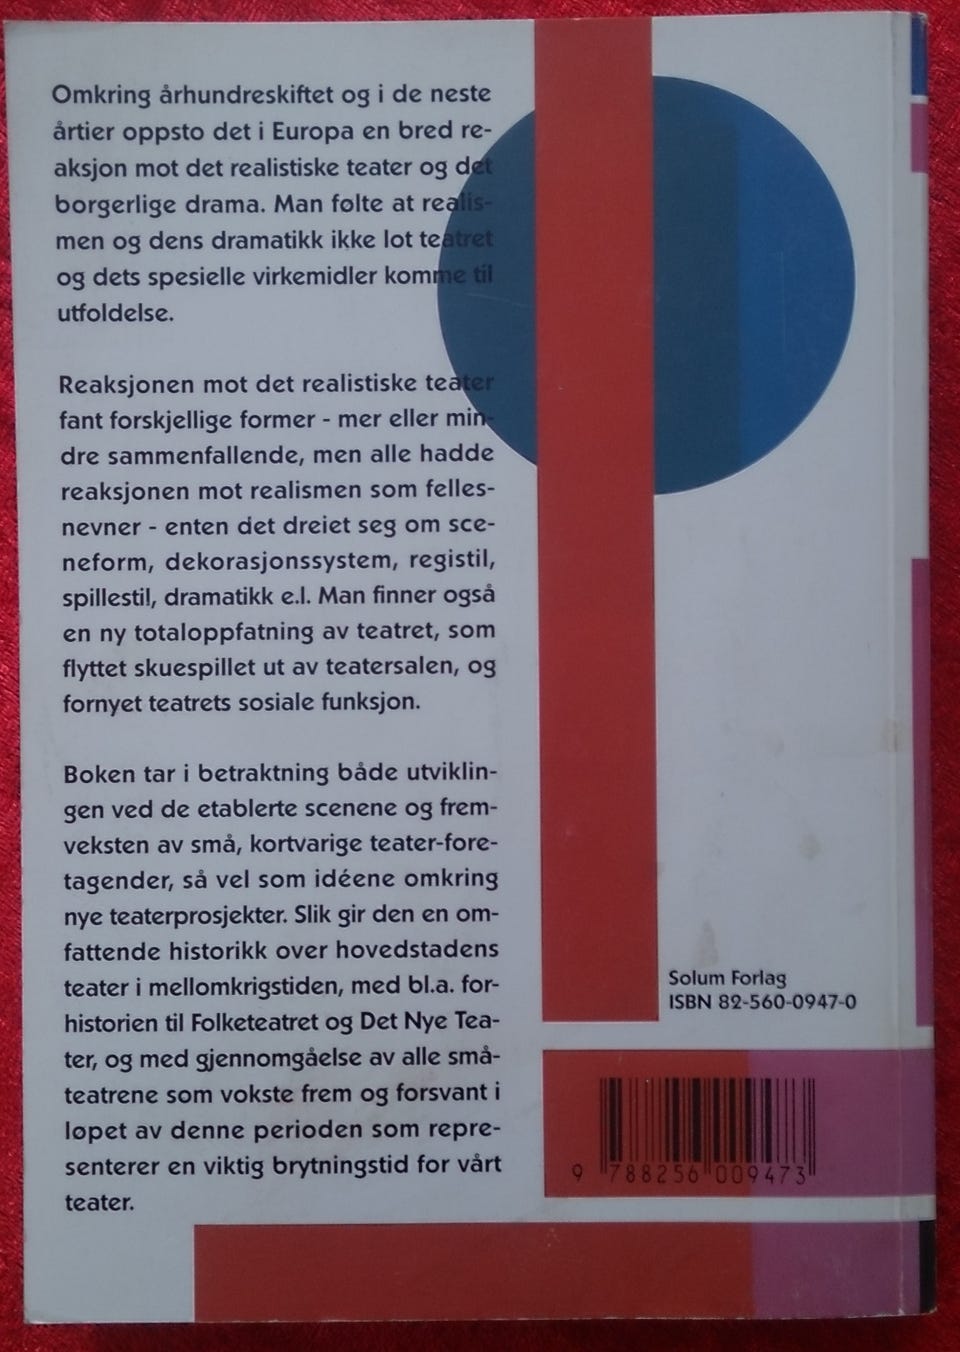 Omkring århundreskiftet og i de neste
årtier oppsto det i Europa en bred re-
aksjon mot det realistiske teater og det
borgerlige drama. Man følte at realis-
men og dens dramatikk ikke lot teatret
og dets spesielle virkemidler komme til
utfoldelse.
Reaksjonen mot det realistiske teater
fant forskjellige former - mer eller min-
dre sammenfallende, men alle hadde
reaksjonen mot realismen som felles-
nevner - enten det dreiet seg om sce-
neform, dekorasjonssystem, registil,
spillestil, dramatikk e.l. Man finner også
en ny totaloppfatning av teatret, som
flyttet skuespillet ut av teatersalen, og
fornyet teatrets sosiale funksjon.
Boken tar i betraktning både utviklin-
gen ved de etablerte scenene og frem-
veksten av små, kortvarige teater-fore-
tagender, så vel som idéene omkring
nye teaterprosjekter. Slik gir den en om-
fattende historikk over hovedstadens
teater i mellomkrigstiden, med bl.a. for-
historien til Folketeatret og Det Nye Tea-
ter, og med gjennomgåelse av alle små-
teatrene som vokste frem og forsvant i
løpet av denne perioden som repre-
senterer en viktig brytningstid for vårt
teater.
Solum Forlag
ISBN 82-560-0947-0
9 788256 009473